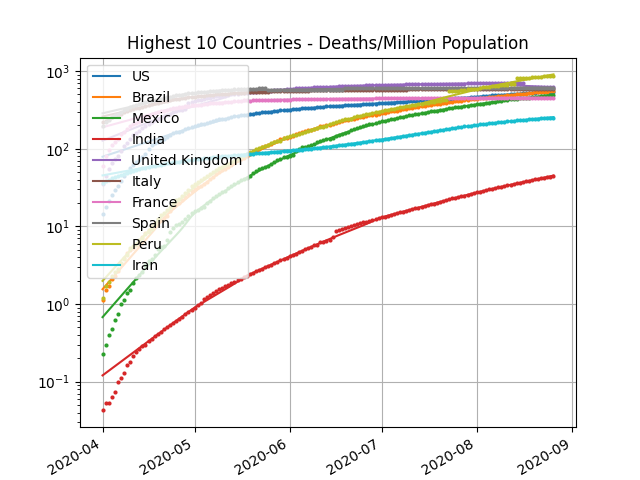 Highest 10 Countries - Deaths/Million Population
10³
10²
10¹
10⁰
10⁻¹
US
Brazil
Mexico
India
United Kingdom
Italy
France
Spain
Peru
Iran
2020-04
2020-05
2020-06
2020-07
2020-08
2020-09